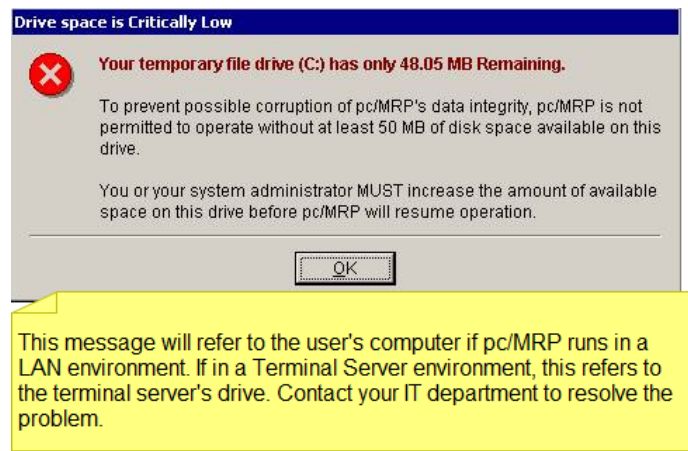 Drive space is Critically Low
Your temporary file drive (C:) has only 48.05 MB Remaining.
To prevent possible corruption of pc/MRP's data integrity, pc/MRP is not
permitted to operate without at least 50 MB of disk space available on this
drive.
You or your system administrator MUST increase the amount of available
space on this drive before pc/MRP will resume operation.
OK
This message will refer to the user's computer if pc/MRP runs in a
LAN environment. If in a Terminal Server environment, this refers to
the terminal server's drive. Contact your IT department to resolve the
problem.